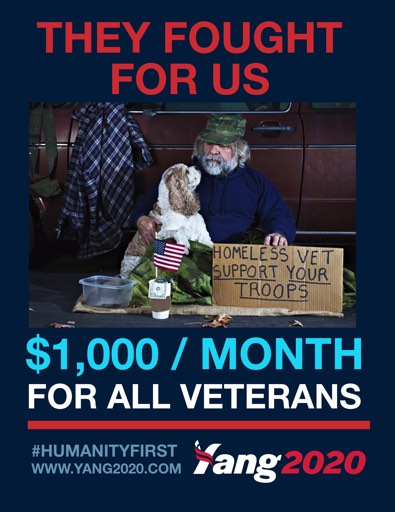 THEY FOUGHT
FOR US
HOMELESS VET
SUPPORT YOUR
TROOPS
$1,000 / MONTH
FOR ALL VETERANS
#HUMANITYFIRST
WWW.YANG2020.COM
Yang2020